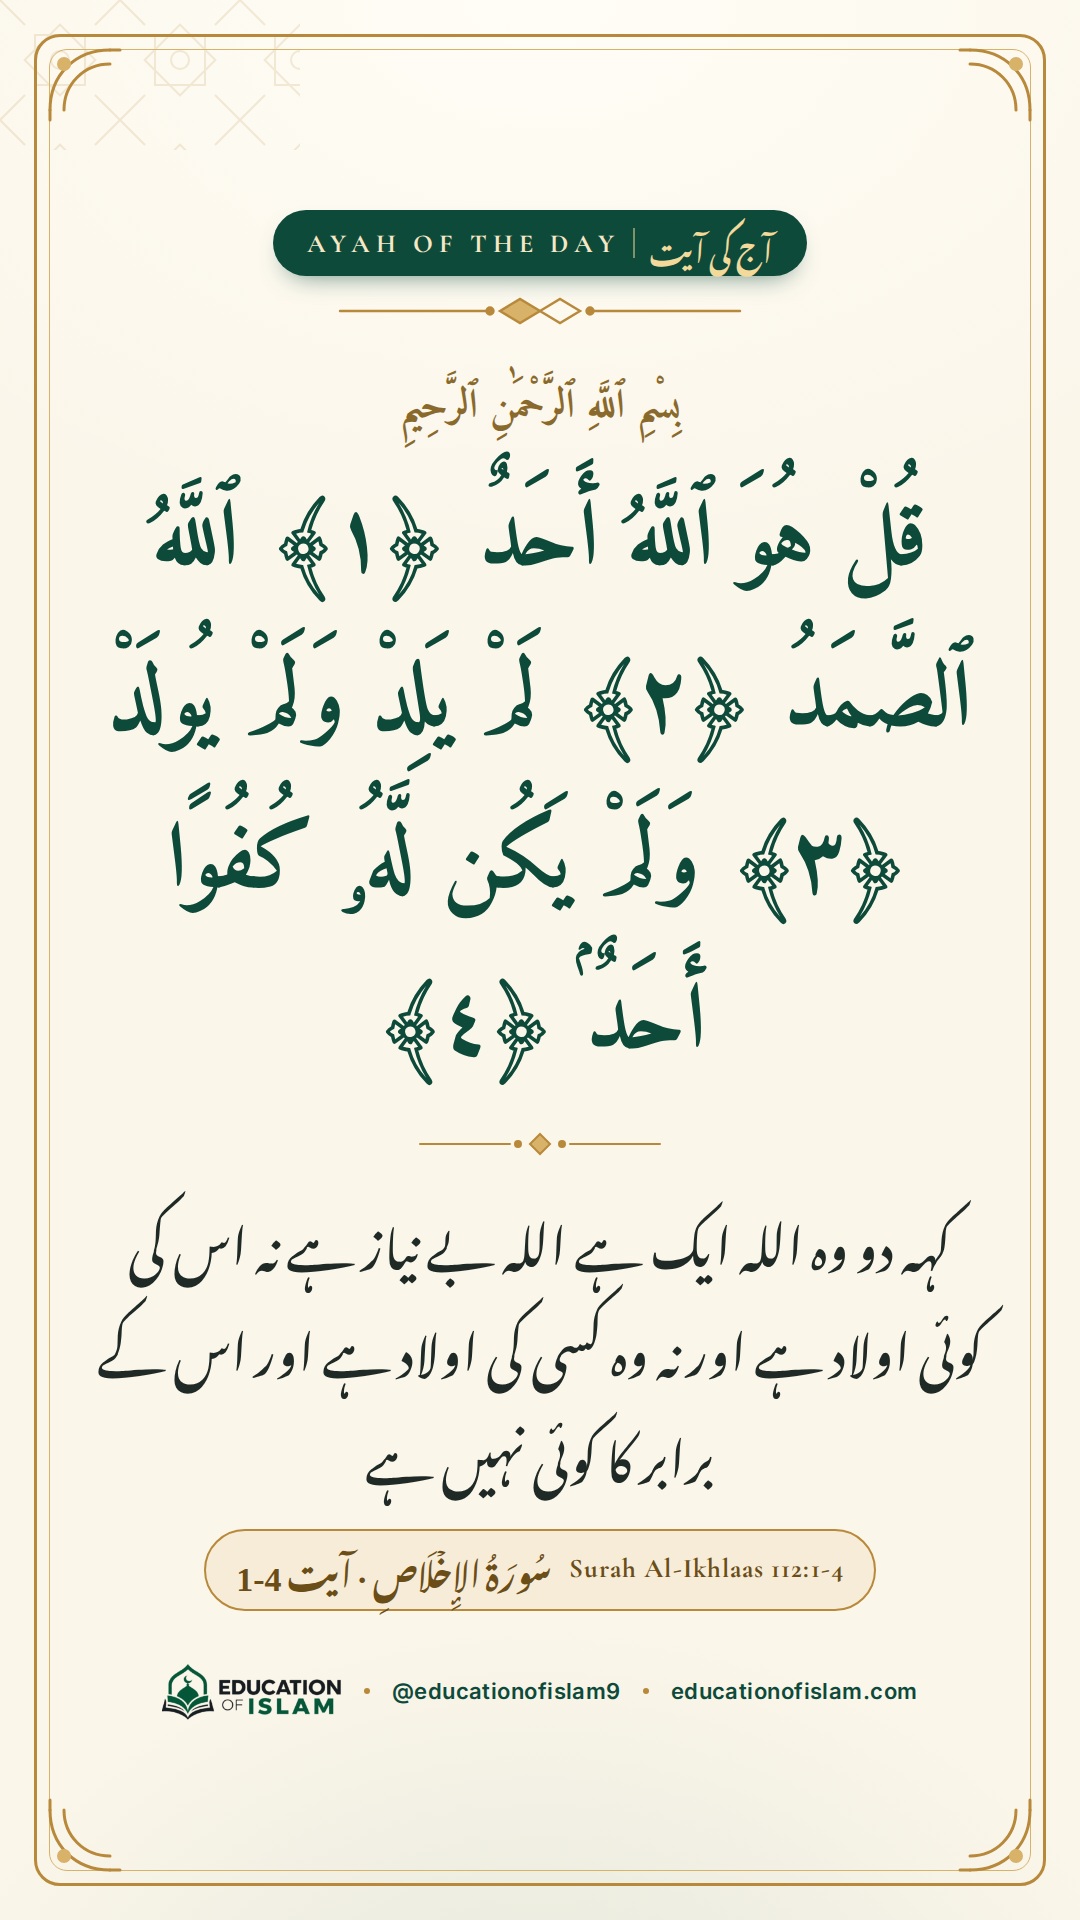 AYAH OF THE DAY | آج کی آیت
بِسْمِ ٱللَّهِ ٱلرَّحْمَٰنِ ٱلرَّحِيمِ
قُلْ هُوَ ٱللَّهُ أَحَدٌ ﴿١﴾ ٱللَّهُ
ٱلصَّمَدُ ﴿٢﴾ لَمْ يَلِدْ وَلَمْ يُولَدْ
﴿٣﴾ وَلَمْ يَكُن لَّهُۥ كُفُوًا
أَحَدٌۢ ﴿٤﴾
کہہ دو وہ اللہ ایک ہے اللہ بے نیاز ہے نہ اس کی
کوئی اولاد ہے اور نہ وہ کسی کی اولاد ہے اور اس کے
برابر کا کوئی نہیں ہے
سُورَةُ الإِخْلَاصِ · آیت 1-4 Surah Al-Ikhlaas 112:1-4
EDUCATION OF ISLAM • @educationofislam9 • educationofislam.com